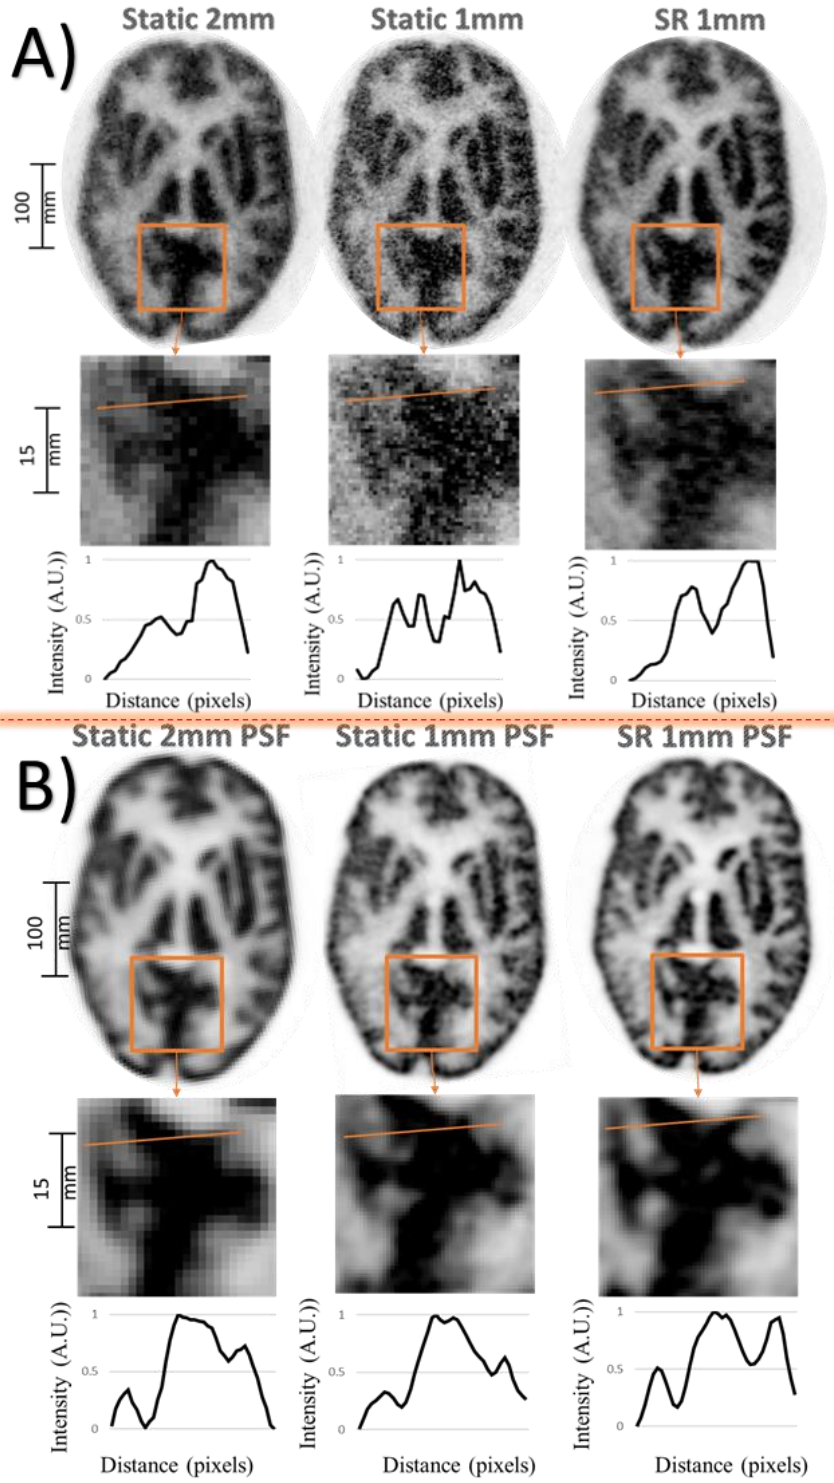 A)
Static 2mm
Static 1mm
SR 1mm
100
mm
15
mm
Intensity (A.U.))
1
0.5
0
Distance (pixels)
Intensity (A.U.))
1
0.5
0
Distance (pixels)
Intensity (A.U.))
1
0.5
0
Distance (pixels)
B)
Static 2mm PSF
Static 1mm PSF
SR 1mm PSF
100
mm
15
mm
Intensity (A.U.))
1
0.5
0
Distance (pixels)
Intensity (A.U.))
1
0.5
0
Distance (pixels)
Intensity (A.U.))
1
0.5
0
Distance (pixels)